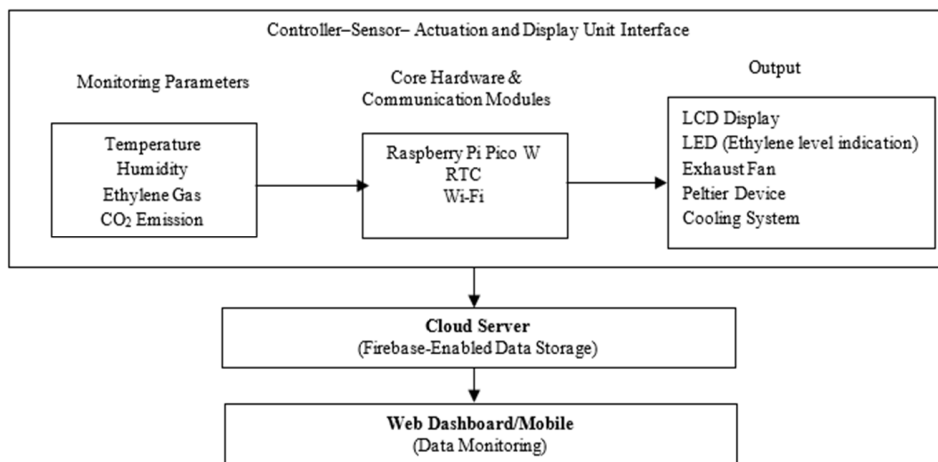 Controller–Sensor– Actuation and Display Unit Interface
Monitoring Parameters
Temperature
Humidity
Ethylene Gas
CO₂ Emission
Core Hardware &
Communication Modules
Raspberry Pi Pico W
RTC
Wi-Fi
Output
LCD Display
LED (Ethylene level indication)
Exhaust Fan
Peltier Device
Cooling System
Cloud Server
(Firebase-Enabled Data Storage)
Web Dashboard/Mobile
(Data Monitoring)